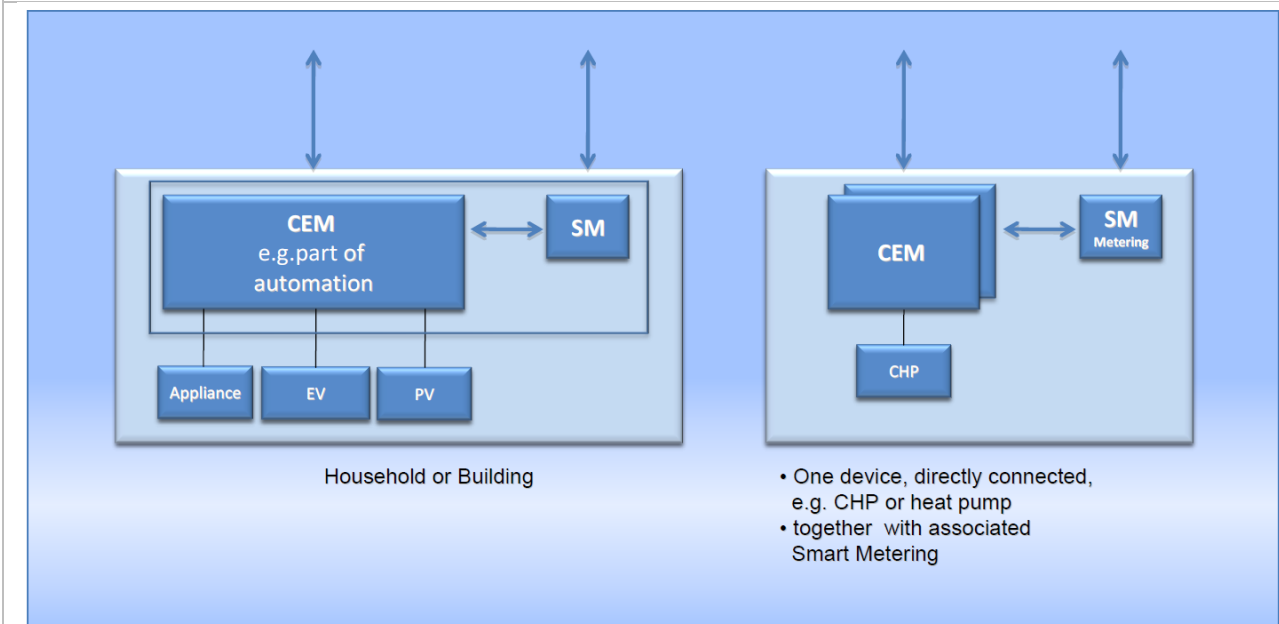 CEM
e.g.part of
automation
SM
Appliance
EV
PV
Household or Building
CEM
SM
Metering
CHP
• One device, directly connected,
e.g. CHP or heat pump
• together with associated
Smart Metering